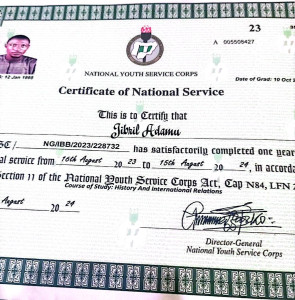 23
A 005508427
NATIONAL YOUTH SERVICE CORPS
12 Jan 1999
Date of Grad: 10 Oct 2
Certificate of National Service
This is to Certify that
Jibril Adamu
SC/ NG/IBB/2023/228732 has satisfactorily completed one year
al service from 16th August 20 23 to 15th August 20 24, in accorda
Section 11 of the National Youth Service Corps Act, Cap N84, LFN 2
Course of Study: History And International Relations
August 20 24
Director-General
National Youth Service Corps